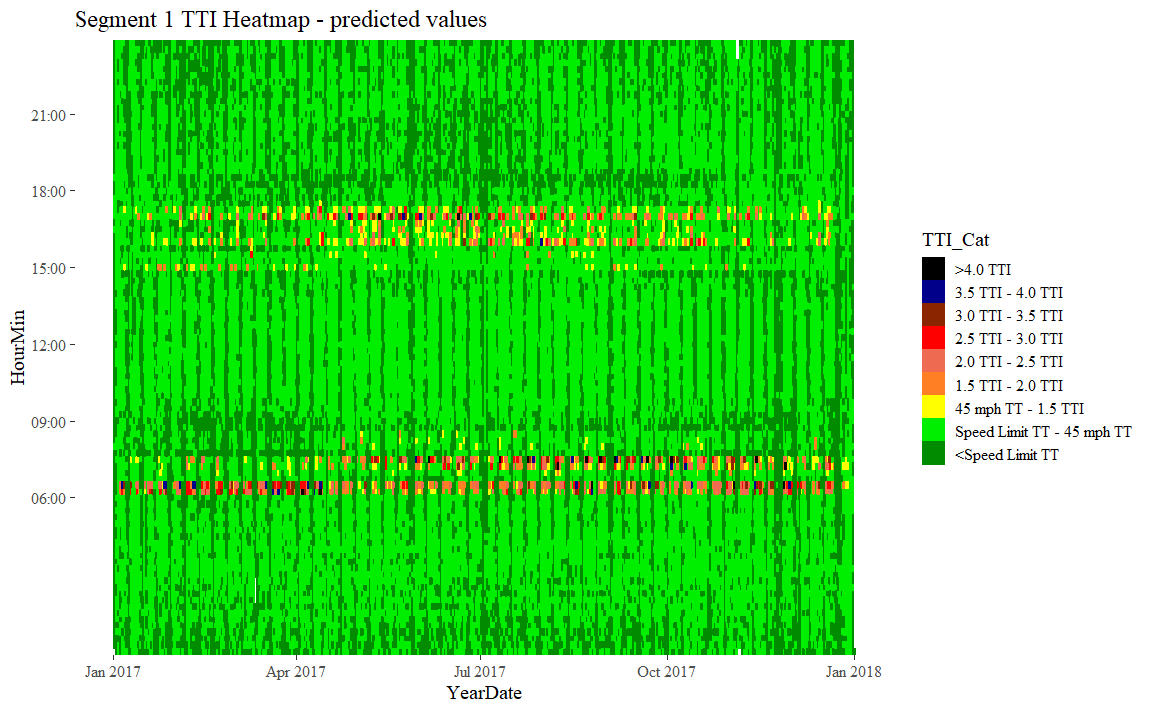 Segment 1 TTI Heatmap - predicted values
21:00
18:00
15:00
12:00
09:00
06:00
HourMin
Jan 2017
Apr 2017
Jul 2017
Oct 2017
Jan 2018
YearDate
TTI_Cat
>4.0 TTI
3.5 TTI - 4.0 TTI
3.0 TTI - 3.5 TTI
2.5 TTI - 3.0 TTI
2.0 TTI - 2.5 TTI
1.5 TTI - 2.0 TTI
45 mph TT - 1.5 TTI
Speed Limit TT - 45 mph TT
<Speed Limit TT